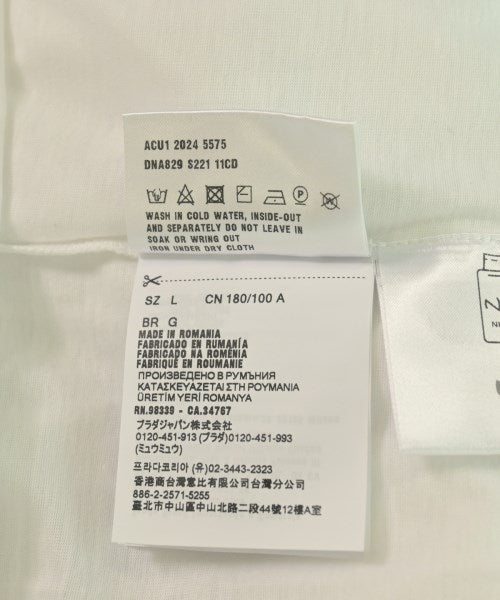 ACU1 2024 5575
DNA829 S221 11CD
WASH IN COLD WATER, INSIDE-OUT
AND SEPARATELY DO NOT LEAVE IN
SOAK OR WRING OUT
IRON UNDER DRY CLOTH
SZ L CN 180/100 A
BR G
MADE IN ROMANIA
FABRICADO EN RUMANÍA
FABRICADO NA ROMÉNIA
FABRIQUÉ EN ROUMANIE
ПРОИЗВЕДЕНО В РУМЪНИЯ
ΚΑΤΑΣΚΕΥΑΖΕΤΑΙ ΣΤΗ ΡΟΥΜΑΝΙΑ
ÜRETİM YERİ ROMANYA
RN.98339 - CA.34767
プラダジャパン株式会社
0120-451-913 (プラダ)0120-451-993
(ミュウミュウ)
프라다코리아 (유)02-3443-2323
香港商台灣意比有限公司台灣分公司
886-2-2571-5255
臺北市中山區中山北路二段44號12樓A室